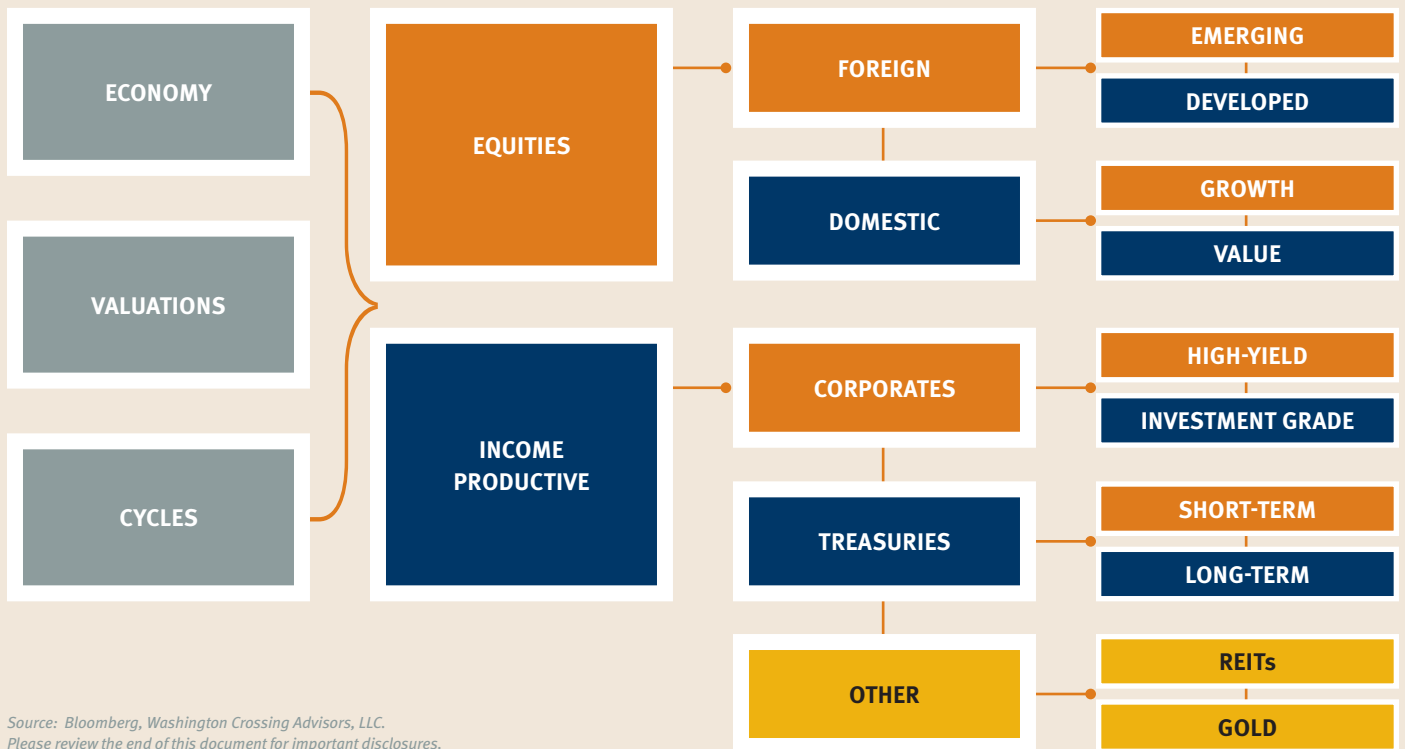 ECONOMY
VALUATIONS
CYCLES
EQUITIES
INCOME
PRODUCTIVE
FOREIGN
DOMESTIC
CORPORATES
TREASURIES
OTHER
EMERGING
DEVELOPED
GROWTH
VALUE
HIGH-YIELD
INVESTMENT GRADE
SHORT-TERM
LONG-TERM
REITs
GOLD
Source: Bloomberg, Washington Crossing Advisors, LLC.
Please review the end of this document for important disclosures.